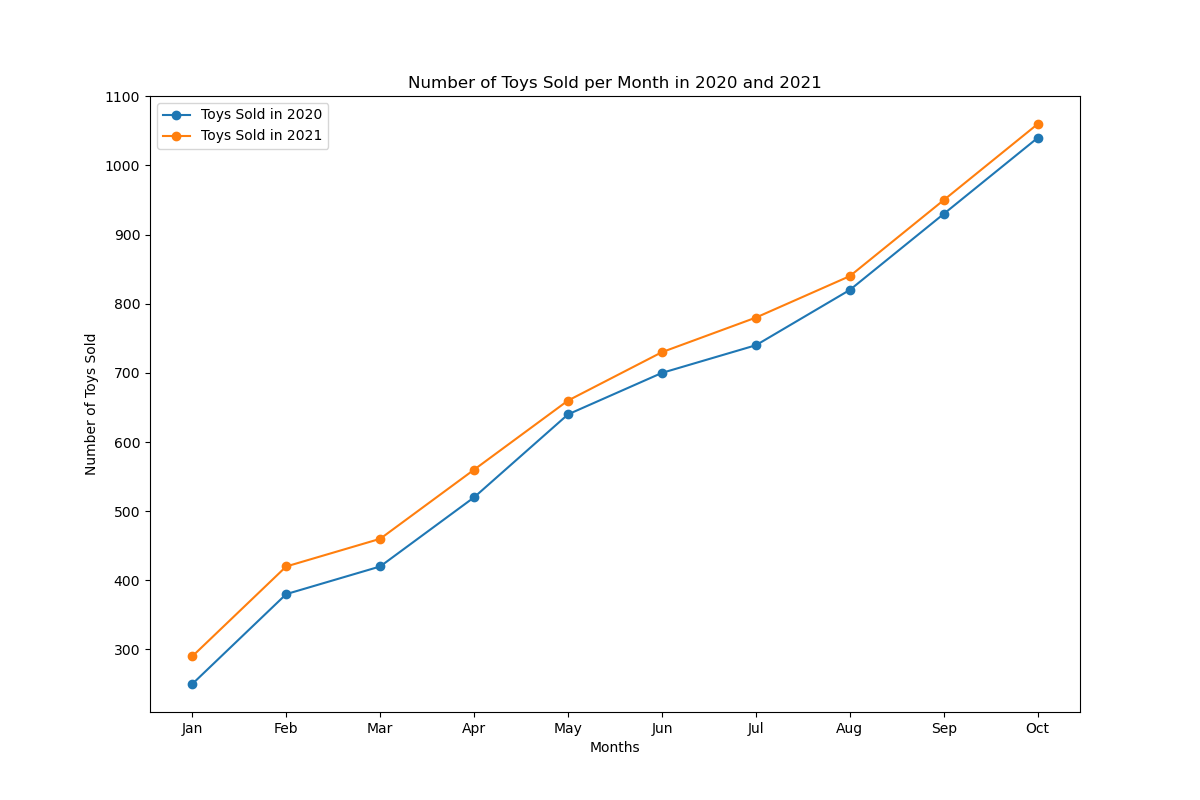 Number of Toys Sold per Month in 2020 and 2021
Toys Sold in 2020
Toys Sold in 2021
Number of Toys Sold
1100
1000
900
800
700
600
500
400
300
Jan Feb Mar Apr May Jun Jul Aug Sep Oct
Months